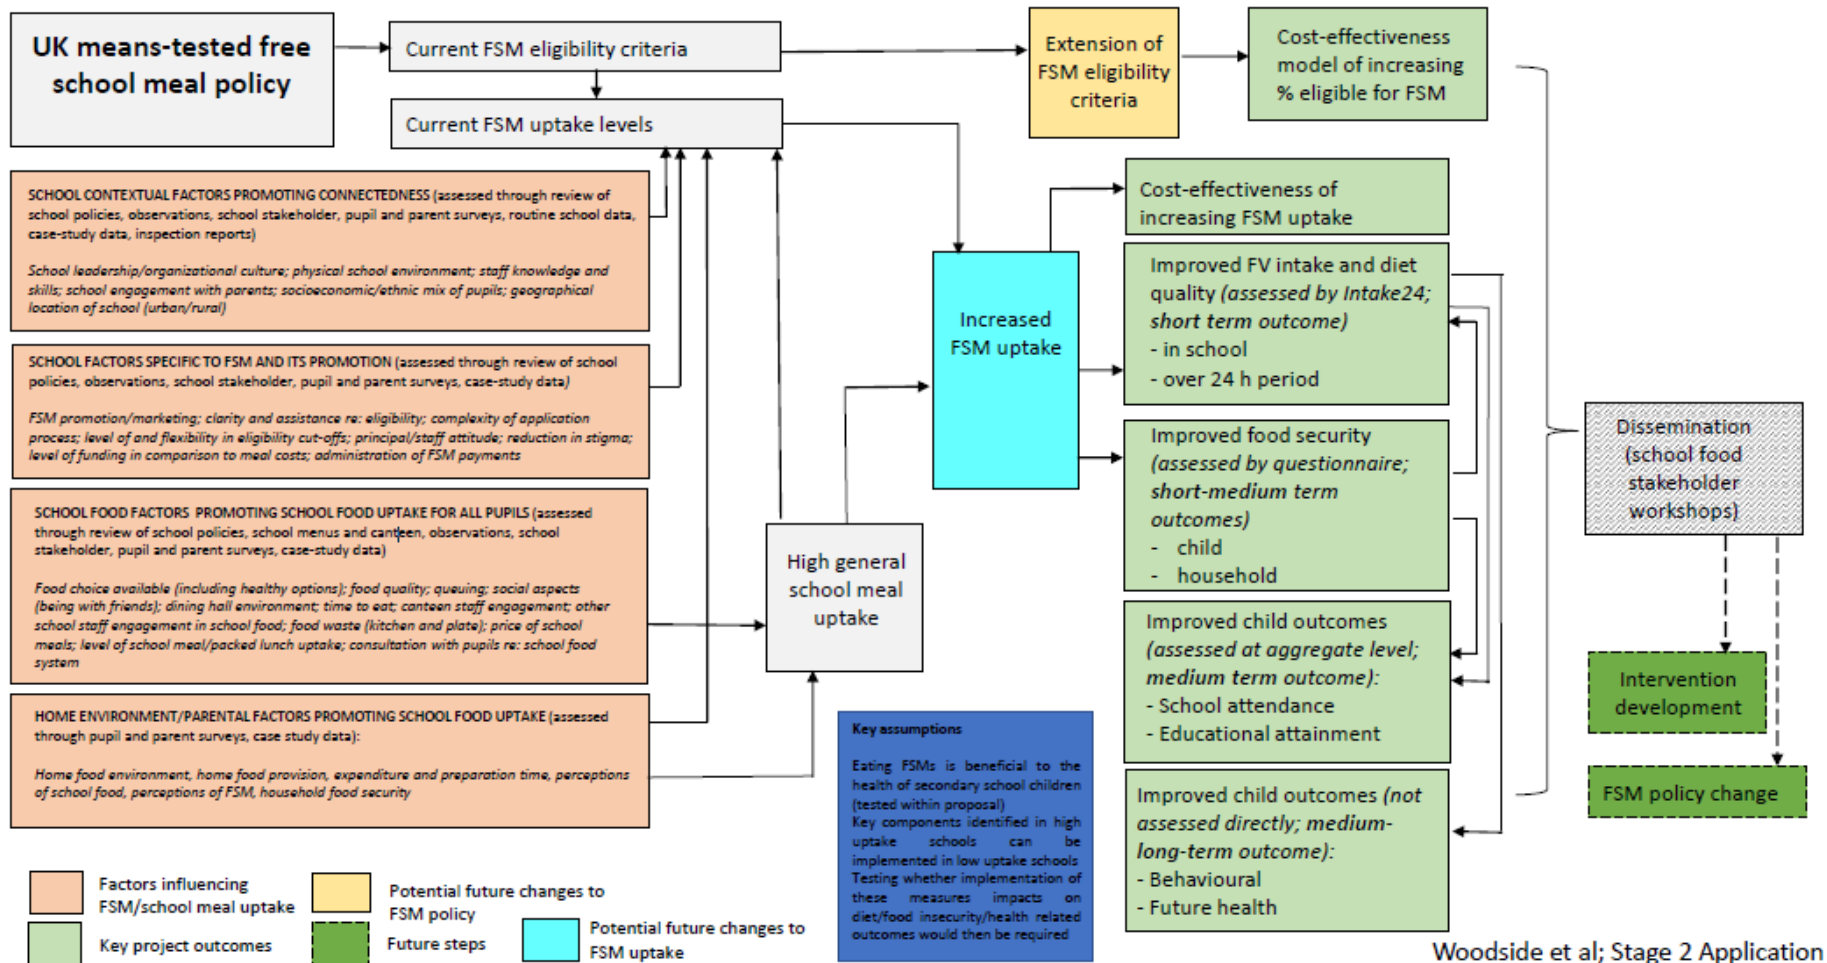 UK means-tested free
school meal policy
Current FSM eligibility criteria
Current FSM uptake levels
Extension of
FSM eligibility
criteria
Cost-effectiveness
model of increasing
% eligible for FSM
SCHOOL CONTEXTUAL FACTORS PROMOTING CONNECTEDNESS (assessed through review of
school policies, observations, school stakeholder, pupil and parent surveys, routine school data,
case-study data, inspection reports)
School leadership/organizational culture; physical school environment; staff knowledge and
skills; school engagement with parents; socioeconomic/ethnic mix of pupils; geographical
location of school (urban/rural)
SCHOOL FACTORS SPECIFIC TO FSM AND ITS PROMOTION (assessed through review of school
policies, observations, school stakeholder, pupil and parent surveys, case-study data)
FSM promotion/marketing; clarity and assistance re: eligibility; complexity of application
process; level of and flexibility in eligibility cut-offs; principal/staff attitude; reduction in stigma;
level of funding in comparison to meal costs; administration of FSM payments
SCHOOL FOOD FACTORS PROMOTING SCHOOL FOOD UPTAKE FOR ALL PUPILS (assessed
through review of school policies, school menus and canteen, observations, school
stakeholder, pupil and parent surveys, case-study data)
Food choice available (including healthy options); food quality; queuing; social aspects
(being with friends); dining hall environment; time to eat; canteen staff engagement; other
school staff engagement in school food; food waste (kitchen and plate); price of school
meals; level of school meal/packed lunch uptake; consultation with pupils re: school food
system
HOME ENVIRONMENT/PARENTAL FACTORS PROMOTING SCHOOL FOOD UPTAKE (assessed
through pupil and parent surveys, case study data):
Home food environment, home food provision, expenditure and preparation time, perceptions
of school food, perceptions of FSM, household food security
High general
school meal
uptake
Increased
FSM uptake
Cost-effectiveness of
increasing FSM uptake
Improved FV intake and diet
quality (assessed by Intake24;
short term outcome)
- in school
- over 24 h period
Improved food security
(assessed by questionnaire;
short-medium term
outcomes)
- child
- household
Improved child outcomes
(assessed at aggregate level;
medium term outcome):
- School attendance
- Educational attainment
Improved child outcomes (not
assessed directly; medium-
long-term outcome):
- Behavioural
- Future health
Dissemination
(school food
stakeholder
workshops)
Intervention
development
FSM policy change
Key assumptions
Eating FSMs is beneficial to the
health of secondary school children
(tested within proposal)
Key components identified in high
uptake schools can be
implemented in low uptake schools
Testing whether implementation of
these measures impacts on
diet/food insecurity/health related
outcomes would then be required
Factors influencing
FSM/school meal uptake
Potential future changes to
FSM policy
Key project outcomes
Future steps
Potential future changes to
FSM uptake
Woodside et al; Stage 2 Application